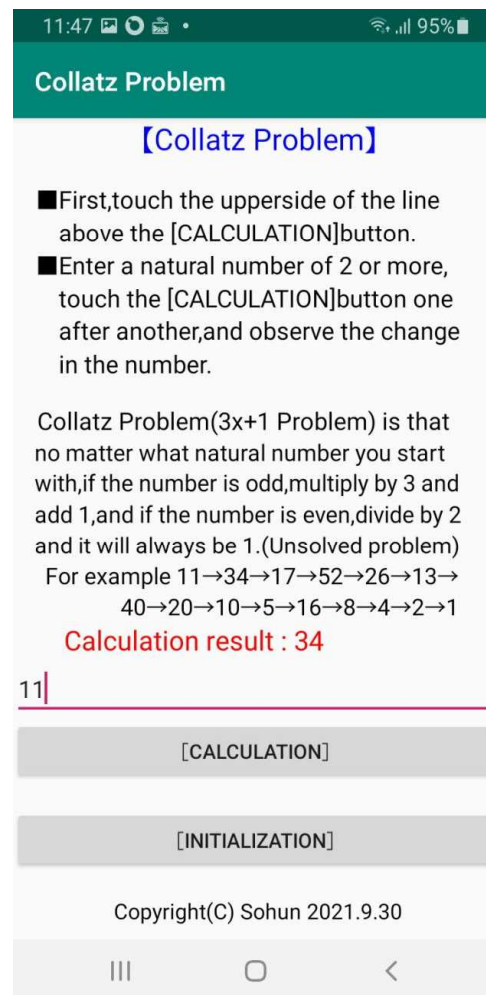 11:47 95%
Collatz Problem
【Collatz Problem】
■First,touch the upperside of the line
above the [CALCULATION]button.
■Enter a natural number of 2 or more,
touch the [CALCULATION]button one
after another,and observe the change
in the number.
Collatz Problem(3x+1 Problem) is that
no matter what natural number you start
with,if the number is odd,multiply by 3 and
add 1,and if the number is even,divide by 2
and it will always be 1.(Unsolved problem)
For example 11→34→17→52→26→13→
40→20→10→5→16→8→4→2→1
Calculation result : 34
11
[CALCULATION]
[INITIALIZATION]
Copyright(C) Sohun 2021.9.30